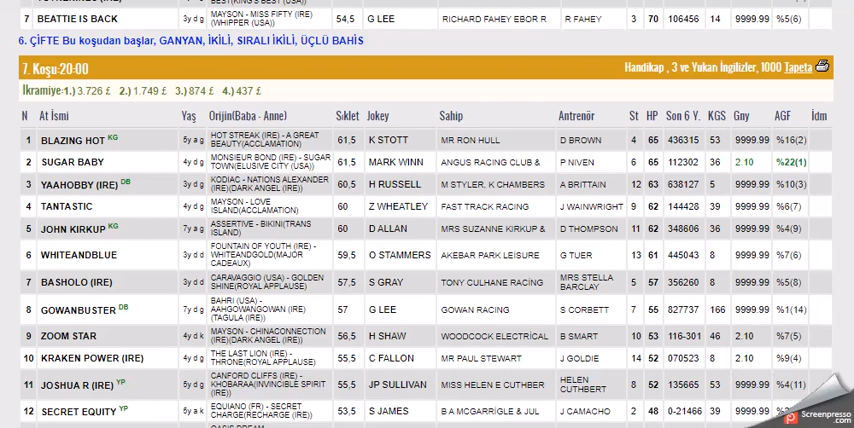 7 BEATTIE IS BACK 3y d g MAYSON - MISS FIFTY (IRE) (WHIPPER (USA)) 54,5 G LEE RICHARD FAHEY EBOR R R FAHEY 3 70 106456 14 9999.99 %5(6)
6. ÇİFTE Bu koşudan başlar, GANYAN, İKİLİ, SIRALI İKİLİ, ÜÇLÜ BAHİS
7. Koşu:20:00 Handikap , 3 ve Yukarı İngilizler, 1000 Tapeta
İkramiye:1.) 3.726 £ 2.) 1.749 £ 3.) 874 £ 4.) 437 £
N At İsmi Yaş Orijin(Baba - Anne) Sıklet Jokey Sahip Antrenör St HP Son 6 Y. KGS Gny AGF İdm
1 BLAZING HOT KG 5y a g HOT STREAK (IRE) - A GREAT BEAUTY(ACCLAMATION) 61,5 K STOTT MR RON HULL D BROWN 4 65 436315 53 9999.99 %16(2)
2 SUGAR BABY 4y d g MONSIEUR BOND (IRE) - SUGAR TOWN(ELUSIVE CITY (USA)) 61,5 MARK WINN ANGUS RACING CLUB & P NIVEN 6 65 112302 36 2.10 %22(1)
3 YAAHOBBY (IRE) DB 3y d g KODIAC - NATIONS ALEXANDER (IRE)(DARK ANGEL (IRE)) 60,5 H RUSSELL M STYLER, K CHAMBERS A BRITTAIN 12 63 638127 5 9999.99 %10(3)
4 TANTASTIC 4y d g MAYSON - LOVE ISLAND(ACCLAMATION) 60 Z WHEATLEY FAST TRACK RACING J WAINWRIGHT 9 62 144428 39 9999.99 %6(7)
5 JOHN KIRKUP KG 7y a g ASSERTIVE - BIKINI(TRANS ISLAND) 60 D ALLAN MRS SUZANNE KIRKUP & D THOMPSON 11 62 348606 36 9999.99 %4(9)
6 WHITEANDBLUE 3y d d FOUNTAIN OF YOUTH (IRE) - WHITEANDGOLD(MAJOR CADEAUX) 59,5 O STAMMERS AKEBAR PARK LEISURE G TUER 13 61 445043 8 9999.99 %7(6)
7 BASHOLO (IRE) 3y d d CARAVAGGIO (USA) - GOLDEN SHINE(ROYAL APPLAUSE) 57,5 S GRAY TONY CULHANE RACING MRS STELLA BARCLAY 5 57 356260 8 9999.99 %5(8)
8 GOWANBUSTER DB 7y d g BAHRI (USA) - AAHGOWANGOWAN (IRE)(TAGULA (IRE)) 57 G LEE GOWAN RACING S CORBETT 7 55 827737 166 9999.99 %1(14)
9 ZOOM STAR 4y d k MAYSON - CHINACONNECTION (IRE)(DARK ANGEL (IRE)) 56,5 H SHAW WOODCOCK ELECTRİCAL B SMART 10 53 116-301 46 2.10 %7(5)
10 KRAKEN POWER (IRE) 4y d g THE LAST LION (IRE) - THRONE(ROYAL APPLAUSE) 55,5 C FALLON MR PAUL STEWART J GOLDIE 14 52 070523 8 2.10 %9(4)
11 JOSHUA R (IRE) YP 5y d g CANFORD CLIFFS (IRE) - KHOBARAA(INVINCIBLE SPIRIT (IRE)) 55,5 JP SULLIVAN MISS HELEN E CUTHBER HELEN CUTHBERT 8 52 135665 53 9999.99 %4(11)
12 SECRET EQUITY YP 5y a k EQUIANO (FR) - SECRET CHARGE(RECHARGE (IRE)) 53,5 S JAMES B A MCGARRİGLE & JUL J CAMACHO 2 48 0-21466 39 9999.99
Screenpresso.com